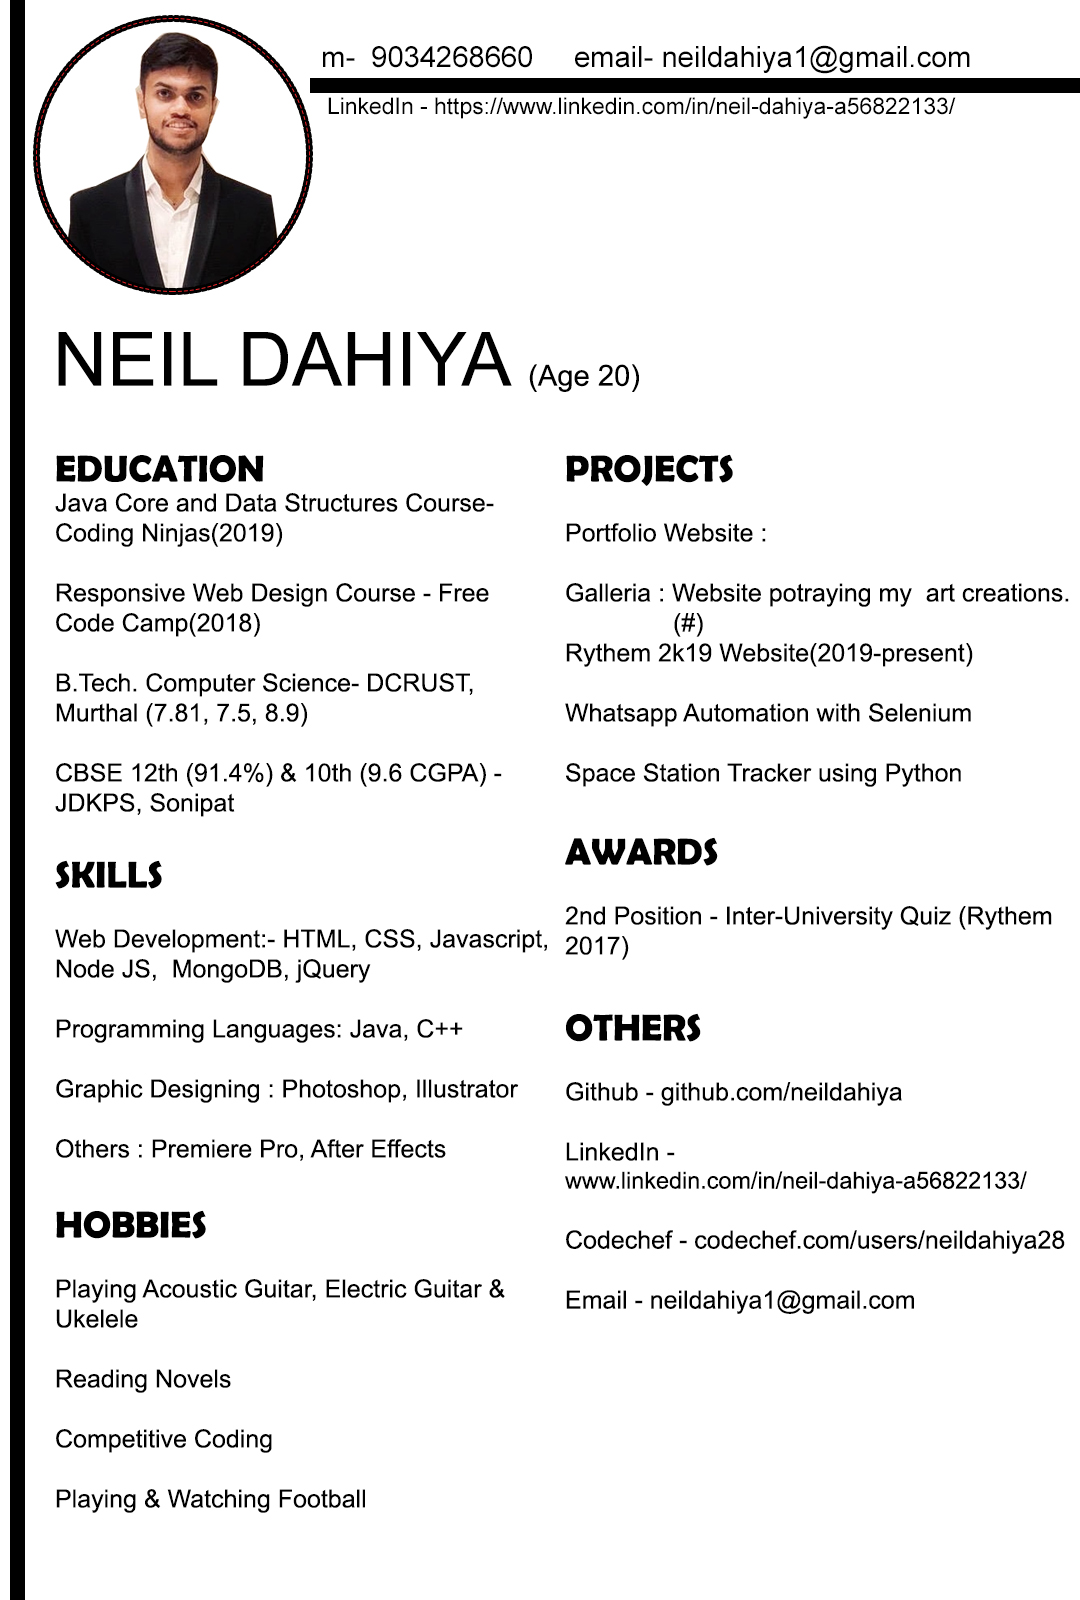 m-  9034268660     email- neildahiya1@gmail.com
LinkedIn - https://www.linkedin.com/in/neil-dahiya-a56822133/
NEIL DAHIYA (Age 20)
EDUCATION
Java Core and Data Structures Course-
Coding Ninjas(2019)
Responsive Web Design Course - Free
Code Camp(2018)
B.Tech. Computer Science- DCRUST,
Murthal (7.81, 7.5, 8.9)
CBSE 12th (91.4%) & 10th (9.6 CGPA) -
JDKPS, Sonipat
SKILLS
Web Development:- HTML, CSS, Javascript,
Node JS,  MongoDB, jQuery
Programming Languages: Java, C++
Graphic Designing : Photoshop, Illustrator
Others : Premiere Pro, After Effects
HOBBIES
Playing Acoustic Guitar, Electric Guitar &
Ukelele
Reading Novels
Competitive Coding
Playing & Watching Football
PROJECTS
Portfolio Website :
Galleria : Website potraying my  art creations.
(#)
Rythem 2k19 Website(2019-present)
Whatsapp Automation with Selenium
Space Station Tracker using Python
AWARDS
2nd Position - Inter-University Quiz (Rythem
2017)
OTHERS
Github - github.com/neildahiya
LinkedIn -
www.linkedin.com/in/neil-dahiya-a56822133/
Codechef - codechef.com/users/neildahiya28
Email - neildahiya1@gmail.com